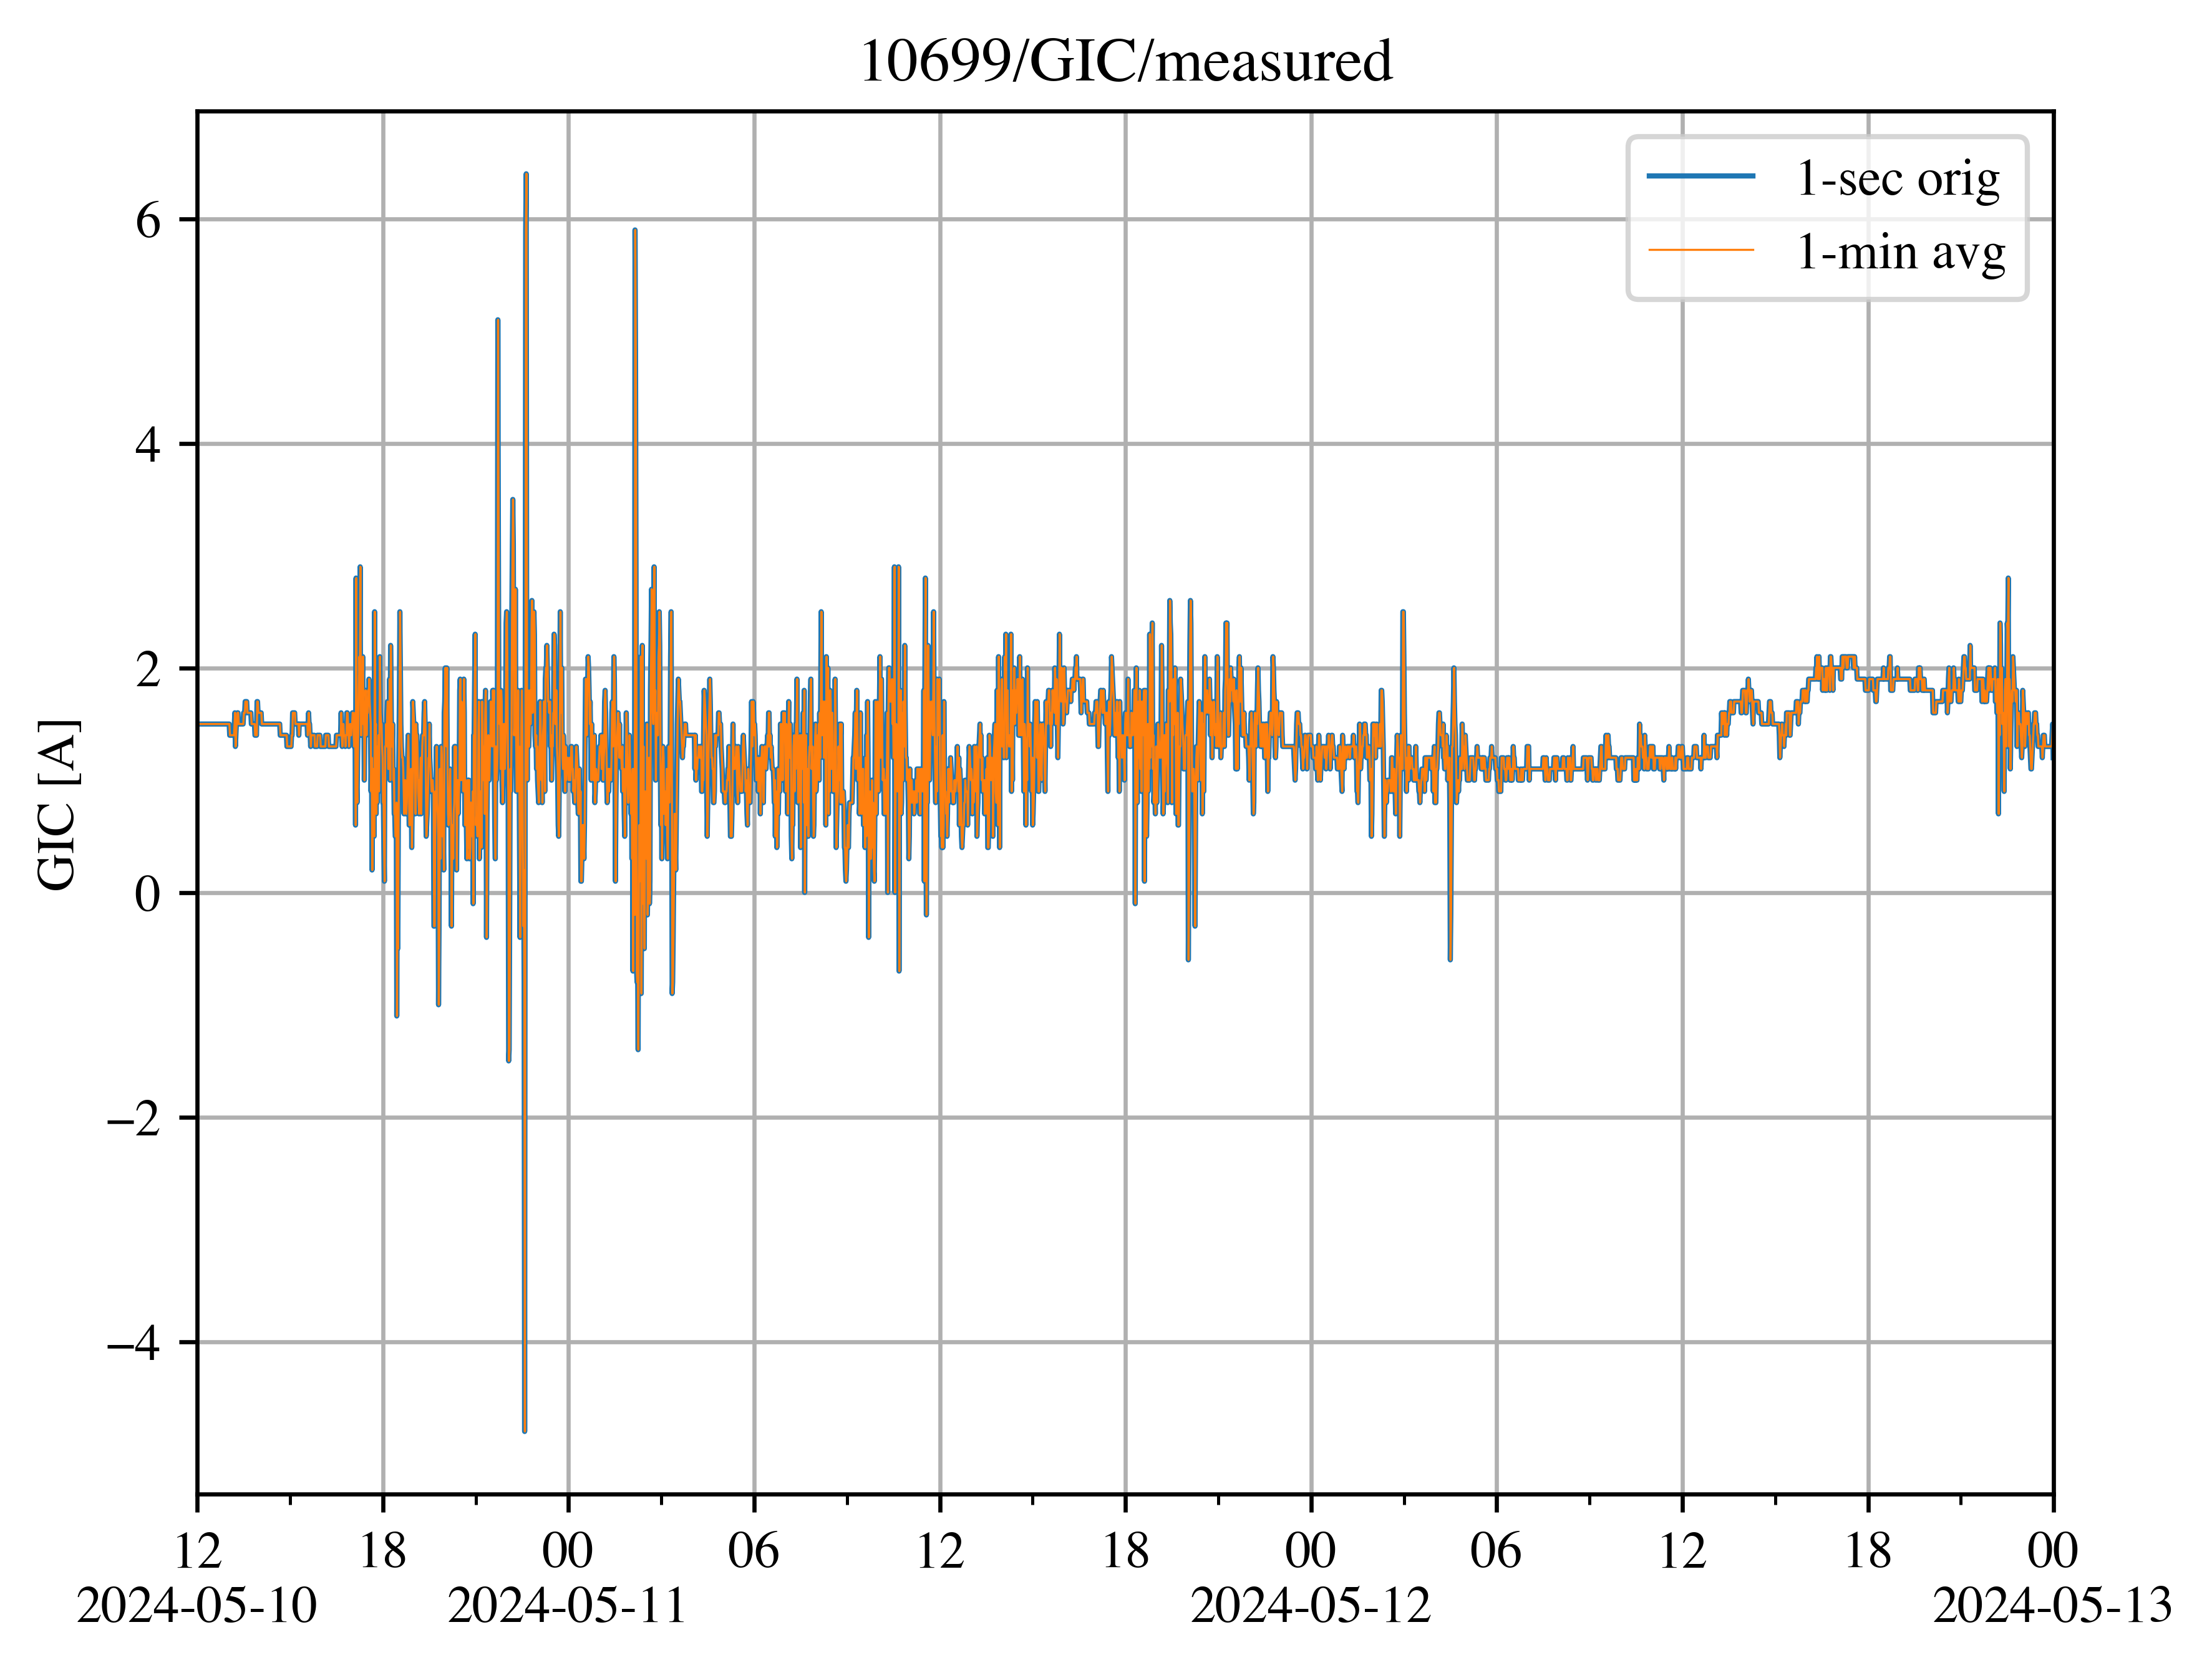 10699/GIC/measured
1-sec orig
1-min avg
GIC [A]
6
4
2
0
−2
−4
12 18 00 06 12 18 00 06 12 18 00
2024-05-10 2024-05-11 2024-05-12 2024-05-13